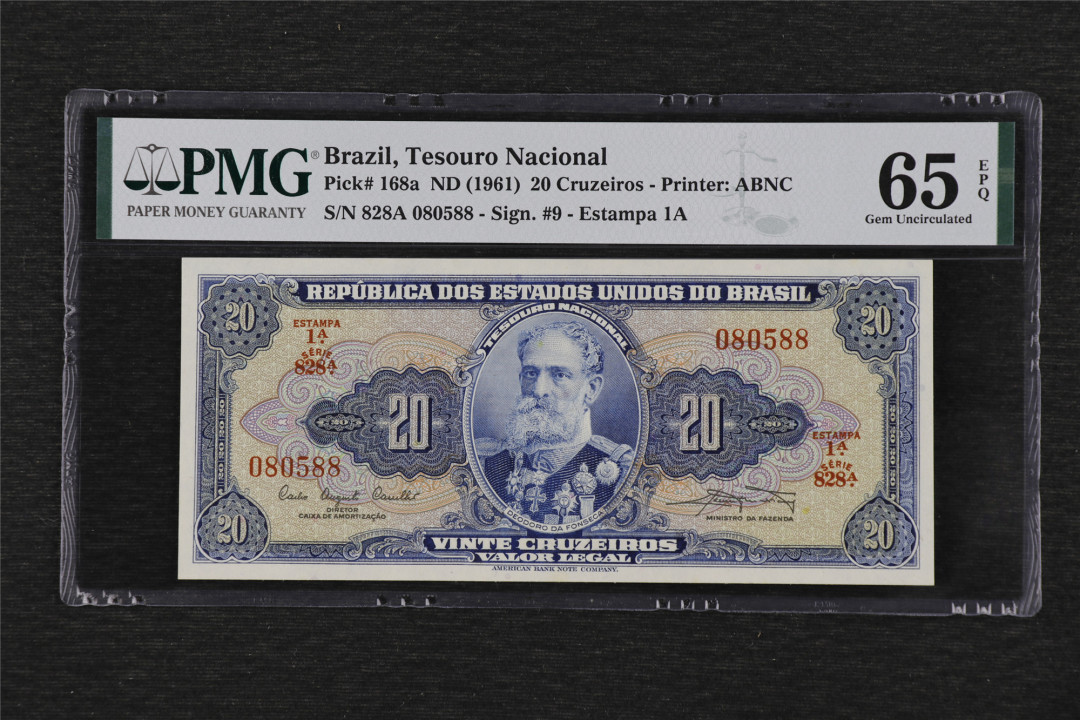 PMG®
PAPER MONEY GUARANTY
Brazil, Tesouro Nacional
Pick# 168a ND (1961) 20 Cruzeiros - Printer: ABNC
S/N 828A 080588 - Sign. #9 - Estampa 1A
65
EPQ
Gem Uncirculated
REPÚBLICA DOS ESTADOS UNIDOS DO BRASIL
TESOURO NACIONAL
20
20
ESTAMPA
1ª
SÉRIE
828ª
080588
20
20
080588
ESTAMPA
1ª
SÉRIE
828ª
Carlos Augusto Carrilho
DIRETOR
CAIXA DE AMORTIZAÇÃO
MINISTRO DA FAZENDA
DEODORO DA FONSECA
20
20
VINTE CRUZEIROS
VALOR LEGAL
AMERICAN BANK NOTE COMPANY.